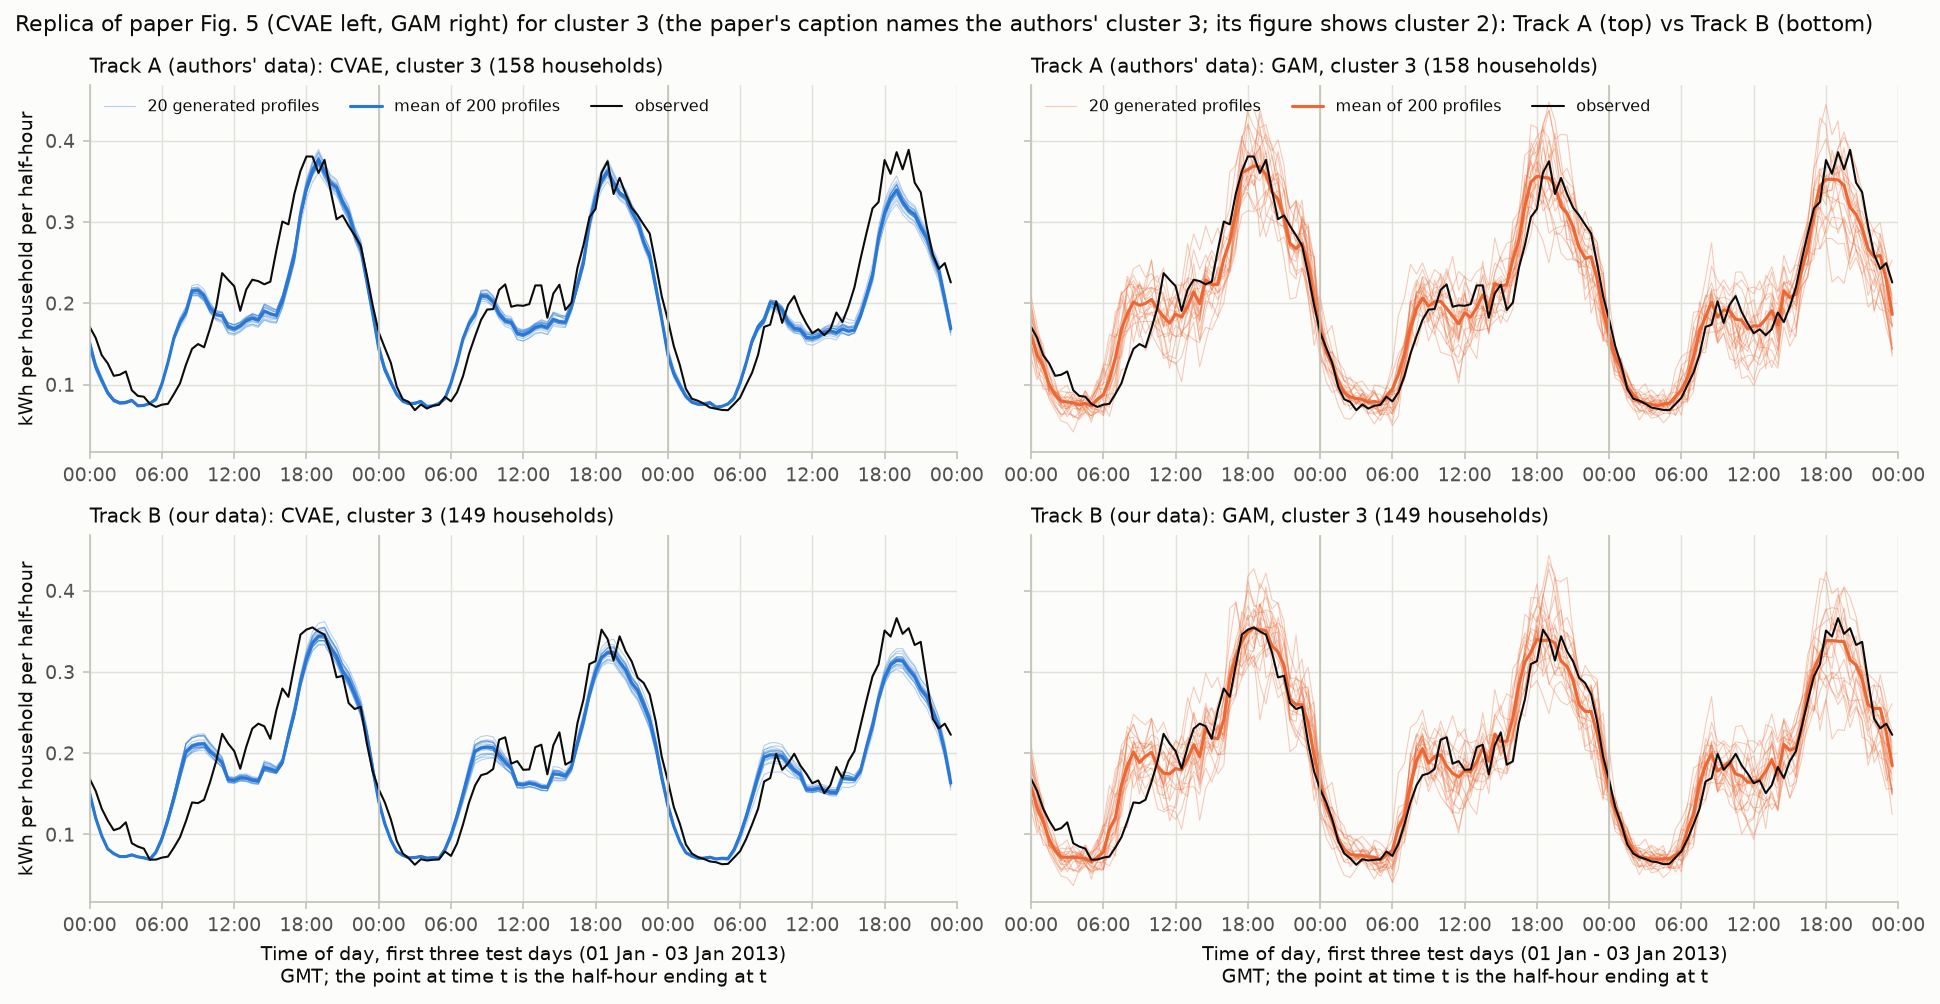 Replica of paper Fig. 5 (CVAE left, GAM right) for cluster 3 (the paper's caption names the authors' cluster 3; its figure shows cluster 2): Track A (top) vs Track B (bottom)
Track A (authors' data): CVAE, cluster 3 (158 households)
20 generated profiles
mean of 200 profiles
observed
kWh per household per half-hour
0.4
0.3
0.2
0.1
00:00 06:00 12:00 18:00 00:00 06:00 12:00 18:00 00:00 06:00 12:00 18:00 00:00
Track A (authors' data): GAM, cluster 3 (158 households)
20 generated profiles
mean of 200 profiles
observed
00:00 06:00 12:00 18:00 00:00 06:00 12:00 18:00 00:00 06:00 12:00 18:00 00:00
Track B (our data): CVAE, cluster 3 (149 households)
kWh per household per half-hour
0.4
0.3
0.2
0.1
00:00 06:00 12:00 18:00 00:00 06:00 12:00 18:00 00:00 06:00 12:00 18:00 00:00
Time of day, first three test days (01 Jan - 03 Jan 2013)
GMT; the point at time t is the half-hour ending at t
Track B (our data): GAM, cluster 3 (149 households)
00:00 06:00 12:00 18:00 00:00 06:00 12:00 18:00 00:00 06:00 12:00 18:00 00:00
Time of day, first three test days (01 Jan - 03 Jan 2013)
GMT; the point at time t is the half-hour ending at t